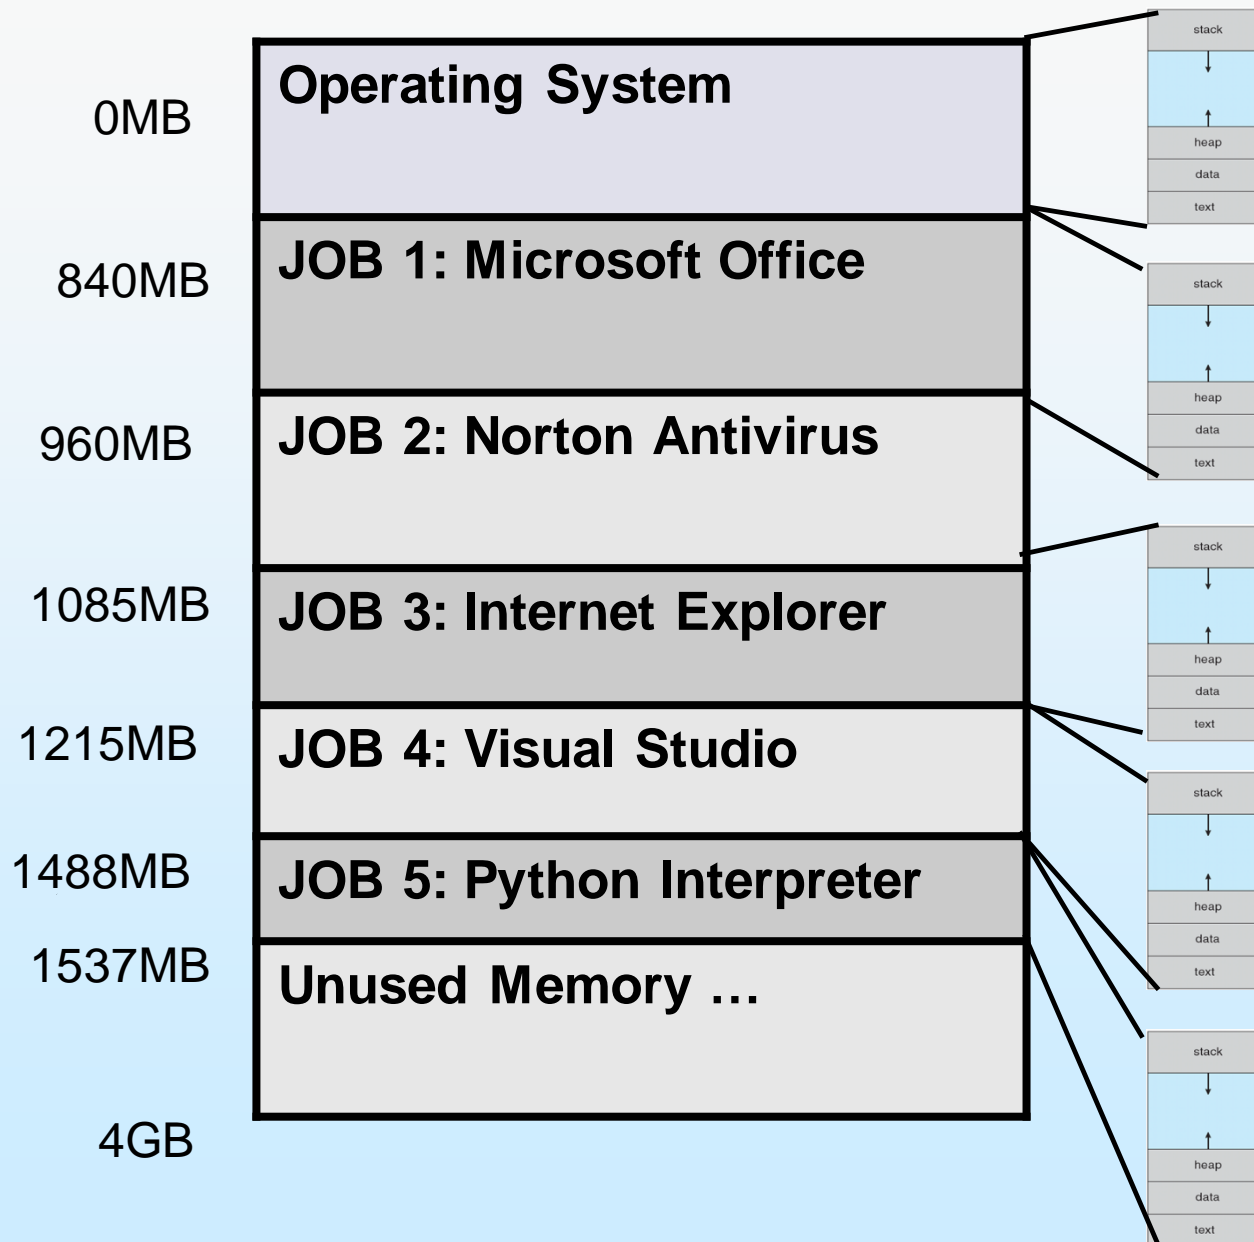 0MB
Operating System
840MB
JOB 1: Microsoft Office
960MB
JOB 2: Norton Antivirus
1085MB
JOB 3: Internet Explorer
1215MB
JOB 4: Visual Studio
1488MB
JOB 5: Python Interpreter
1537MB
Unused Memory …
4GB
stack
heap
data
text
stack
heap
data
text
stack
heap
data
text
stack
heap
data
text
stack
heap
data
text